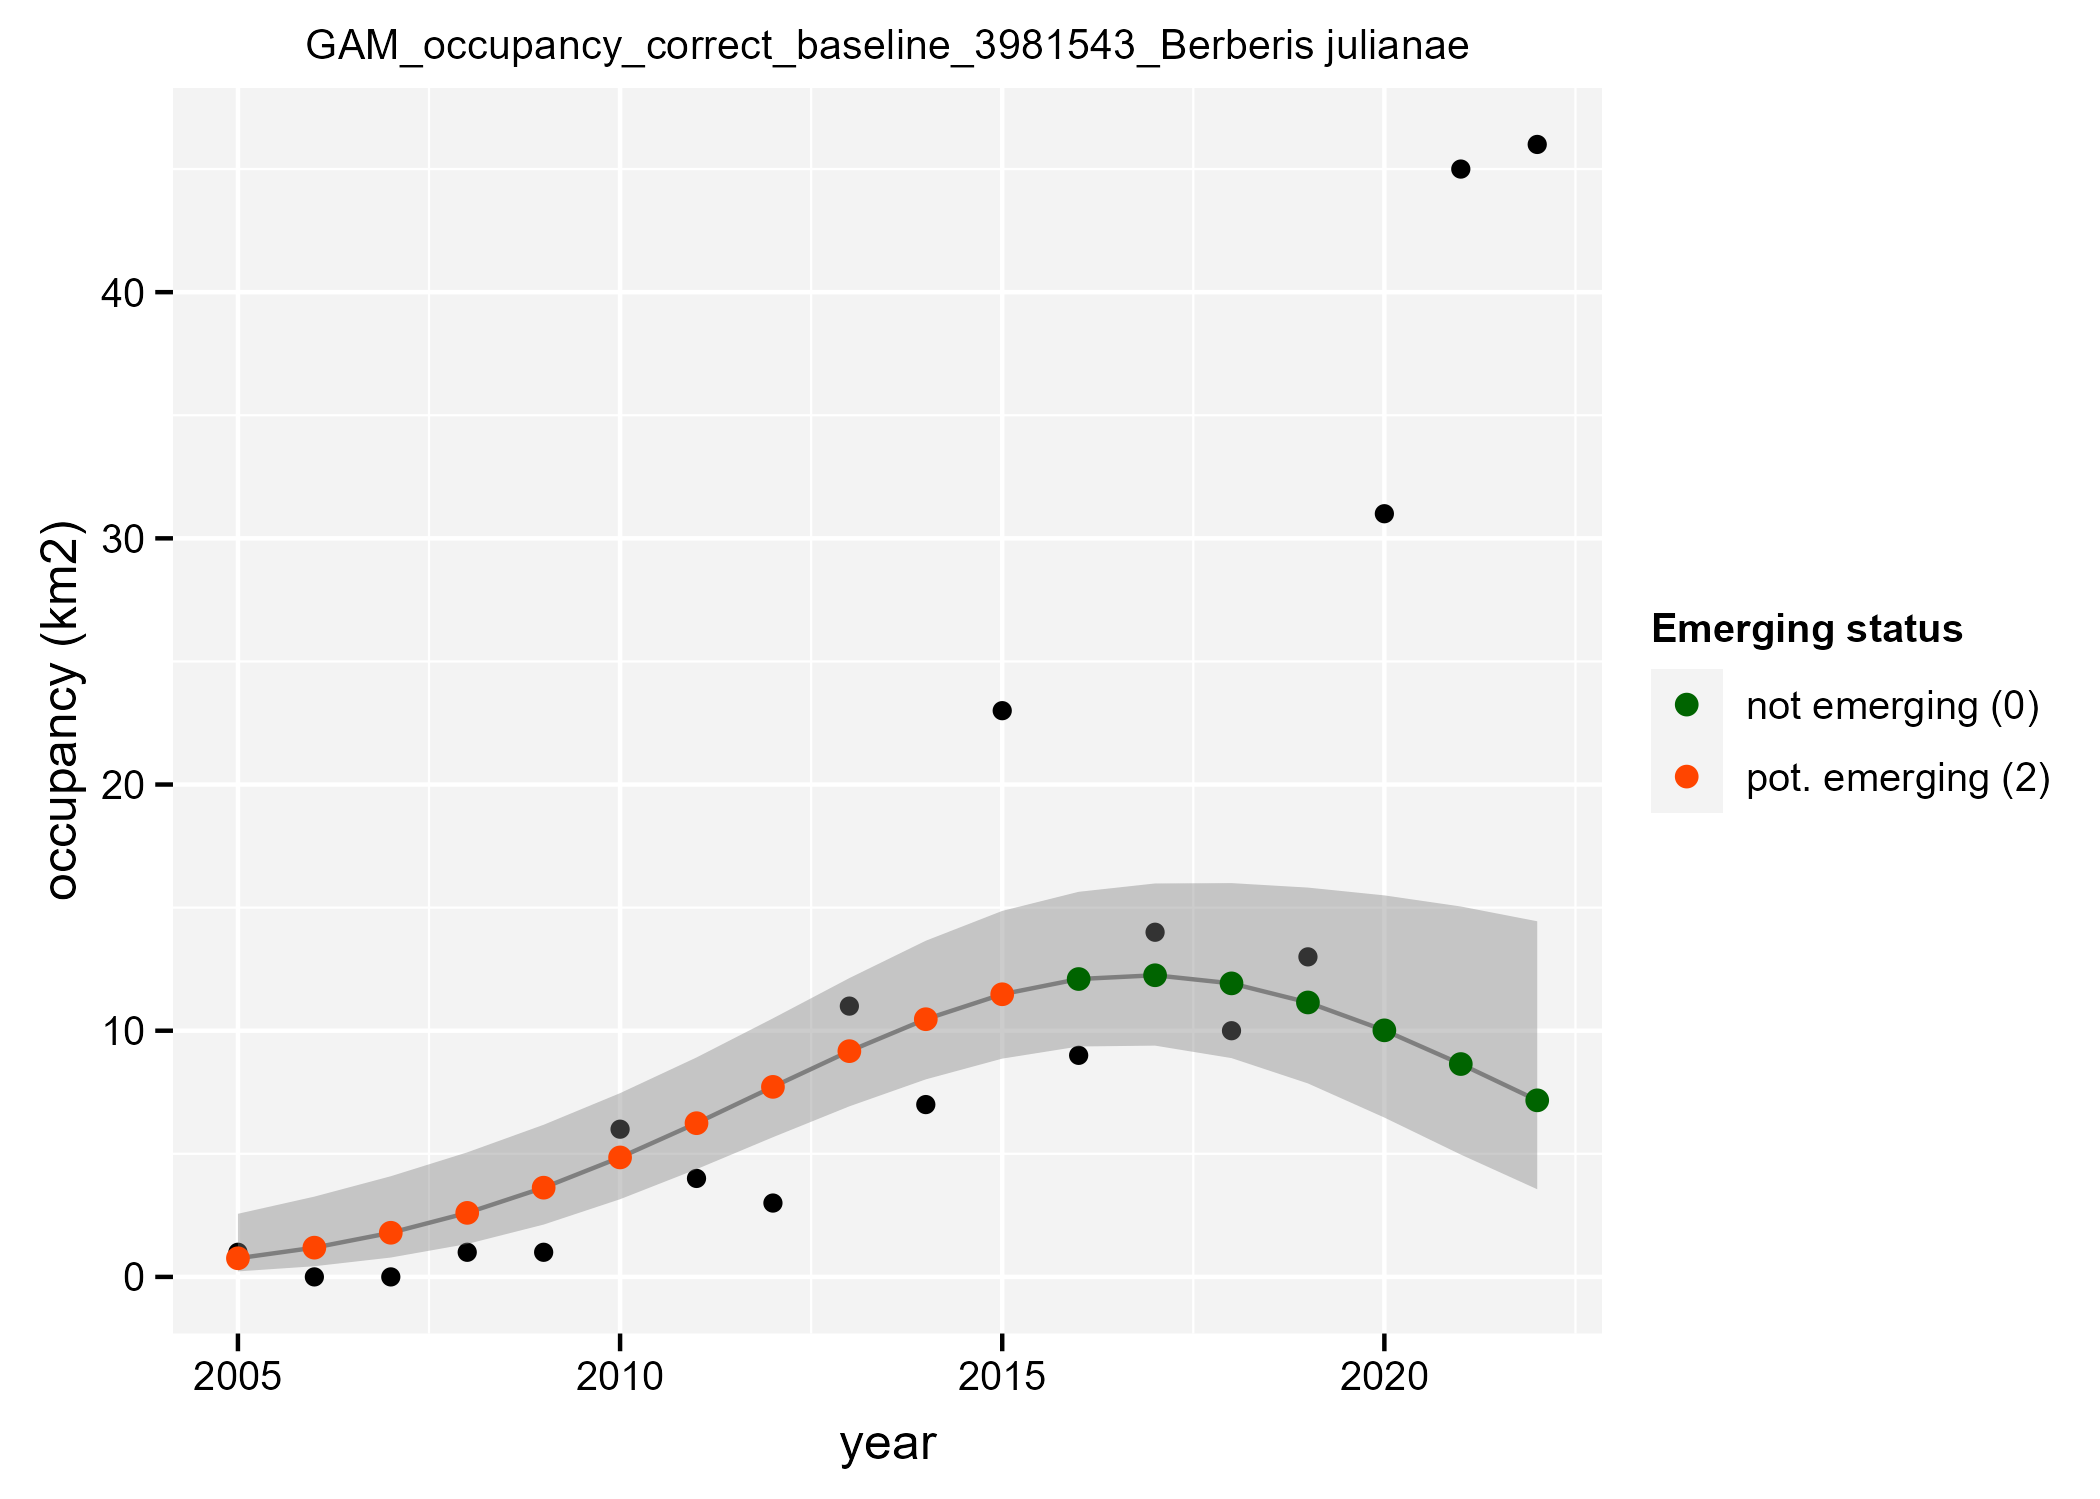 GAM_occupancy_correct_baseline_3981543_Berberis julianae
occupancy (km2)
40
30
20
10
0
2005 2010 2015 2020
year
Emerging status
not emerging (0)
pot. emerging (2)